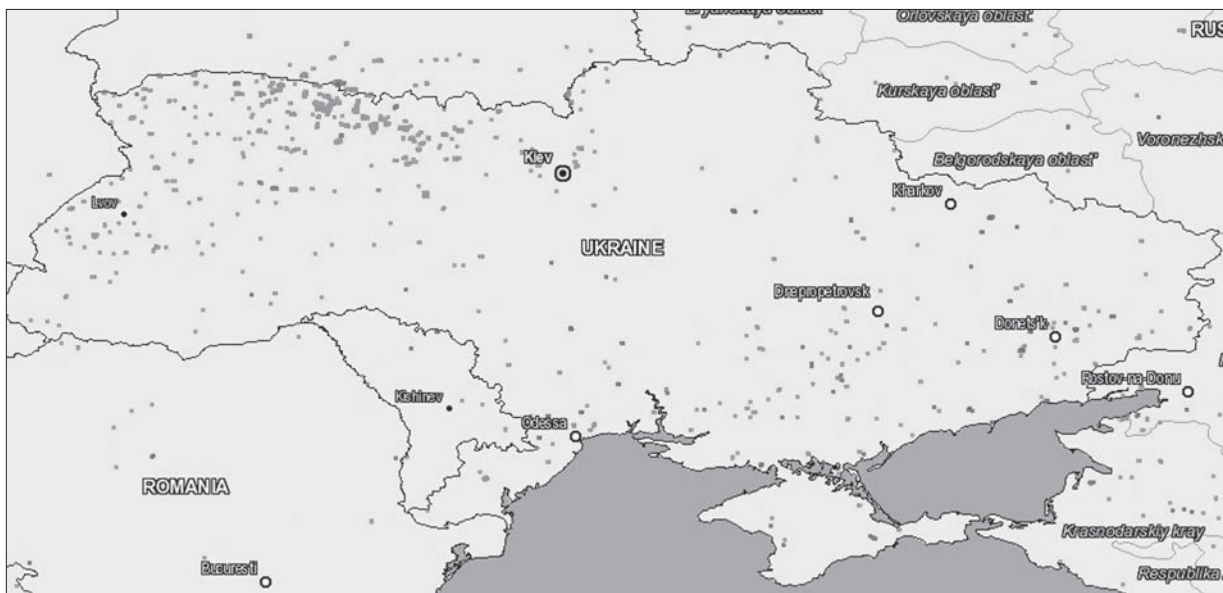 Orlovskaya oblast'
RUS
Kurskaya oblast'
Voronezhsk
Belgorodskaya oblast'
Kiev
Kharkov
Lvov
UKRAINE
Dnepropetrovsk
Donets'k
Rostov-na-Donu
Kishinev
Odessa
ROMANIA
Krasnodarskiy kray
Bucuresti
Respublika